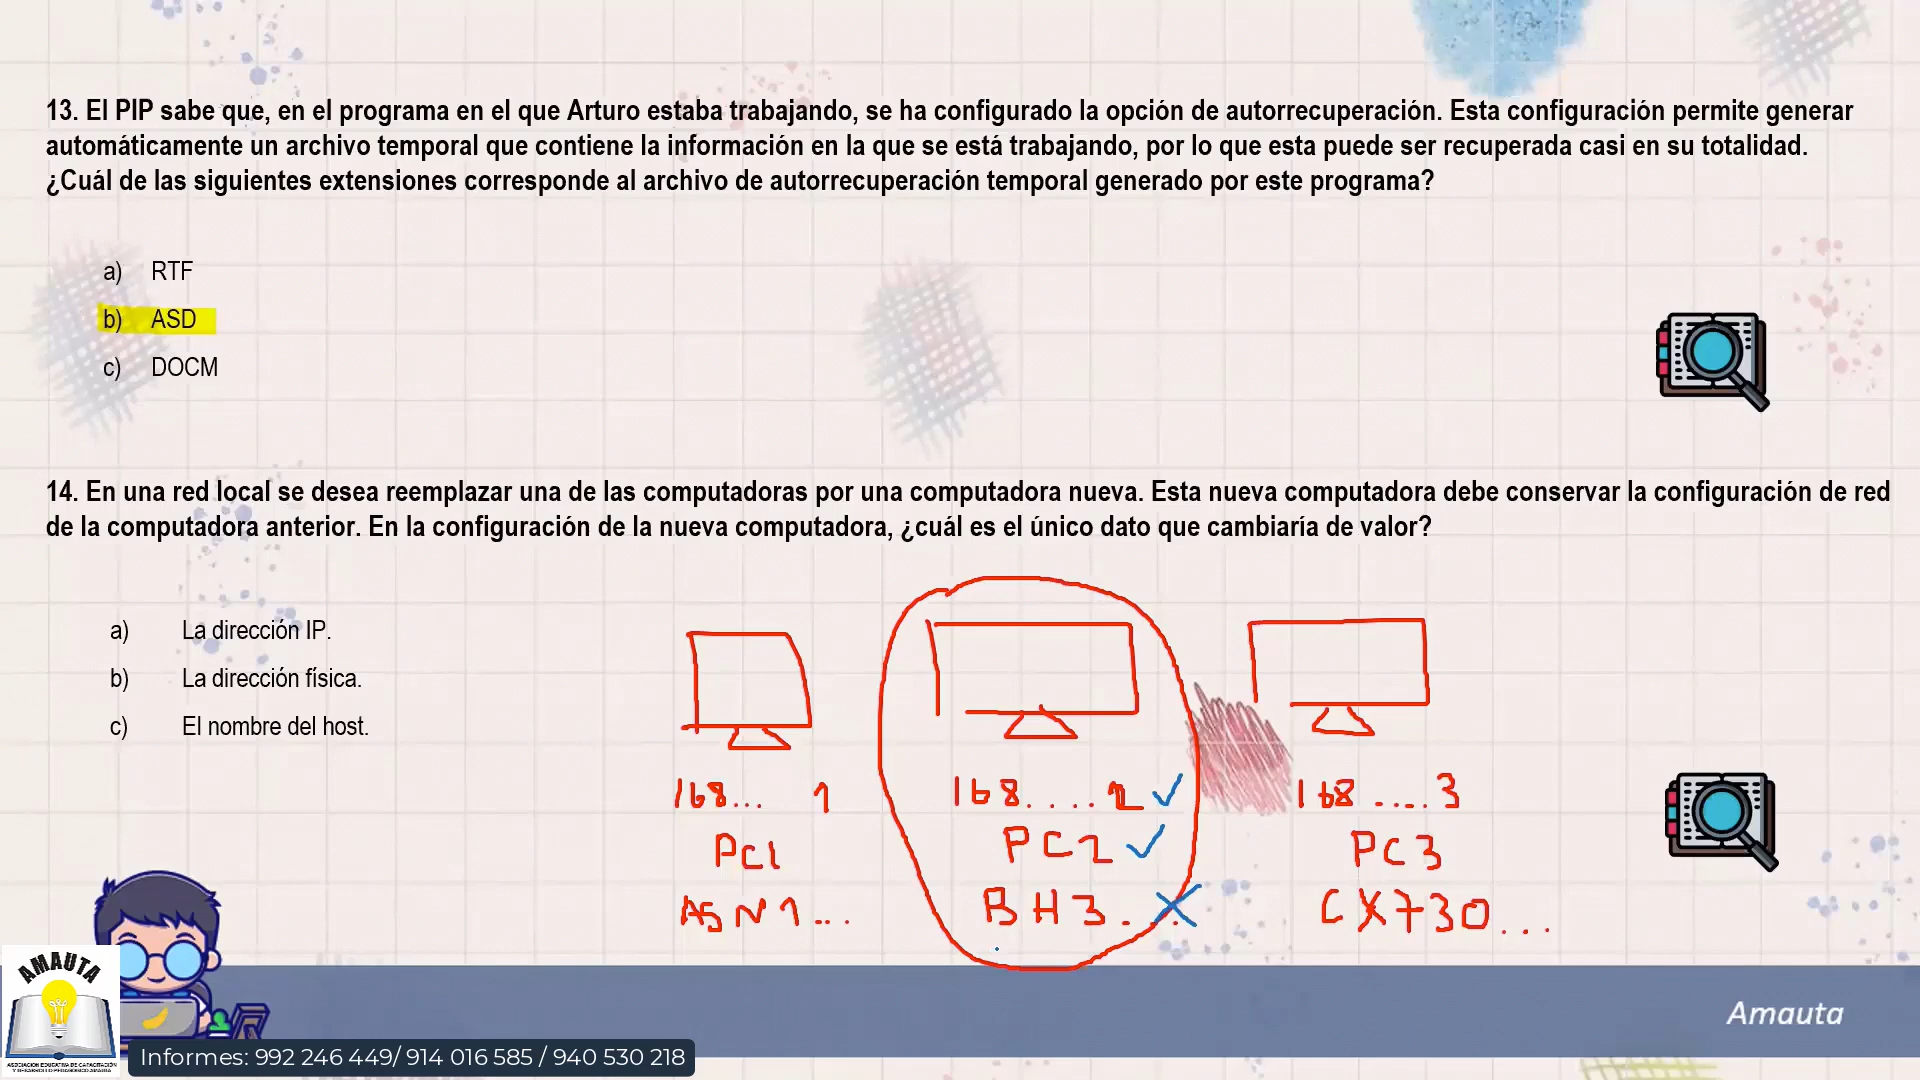 13. El PIP sabe que, en el programa en el que Arturo estaba trabajando, se ha configurado la opción de autorrecuperación. Esta configuración permite generar
automáticamente un archivo temporal que contiene la información en la que se está trabajando, por lo que esta puede ser recuperada casi en su totalidad.
¿Cuál de las siguientes extensiones corresponde al archivo de autorrecuperación temporal generado por este programa?
a) RTF
b) ASD
c) DOCM
14. En una red local se desea reemplazar una de las computadoras por una computadora nueva. Esta nueva computadora debe conservar la configuración de red
de la computadora anterior. En la configuración de la nueva computadora, ¿cuál es el único dato que cambiaría de valor?
a) La dirección IP.
b) La dirección física.
c) El nombre del host.
168... 1
PC1
ASN1...
168....2
PC2
BH3..
168....3
PC3
CX730...
AMAUTA
ASOCIACION EDUCATIVA DE CAPACITACIÓN
Y DESARROLLO PEDAGOGICO AMAUTA
Informes: 992 246 449/ 914 016 585 / 940 530 218
Amauta